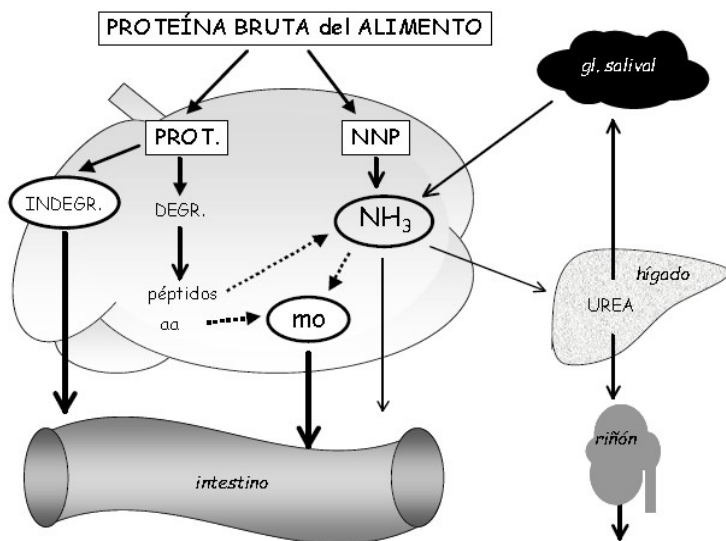 PROTEÍNA BRUTA del ALIMENTO
gl. salival
PROT.
NNP
INDEGR.
DEGR.
NH₃
péptidos
aa
mo
hígado
UREA
riñón
intestino